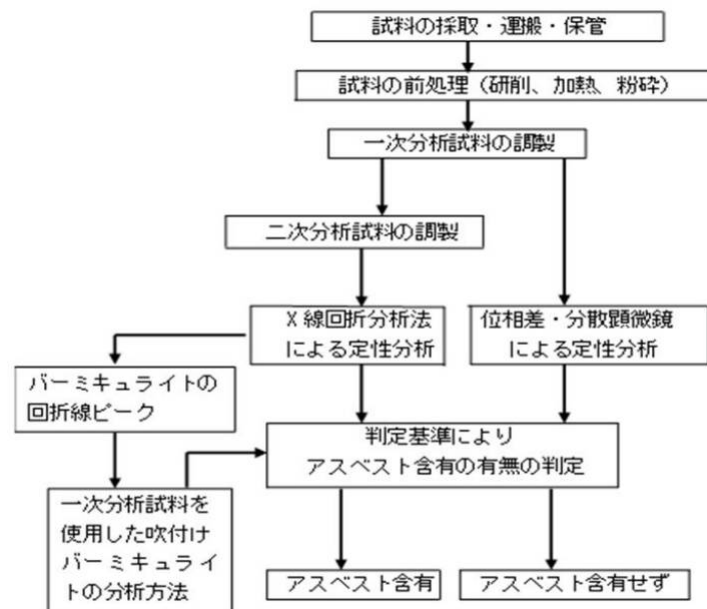 試料の採取・運搬・保管
試料の前処理（研削、加熱、粉砕）
一次分析試料の調製
二次分析試料の調製
X線回折分析法
による定性分析
位相差・分散顕微鏡
による定性分析
バーミキュライトの
回折線ピーク
判定基準により
アスベスト含有の有無の判定
一次分析試料を
使用した吹付け
バーミキュライ
トの分析方法
アスベスト含有
アスベスト含有せず